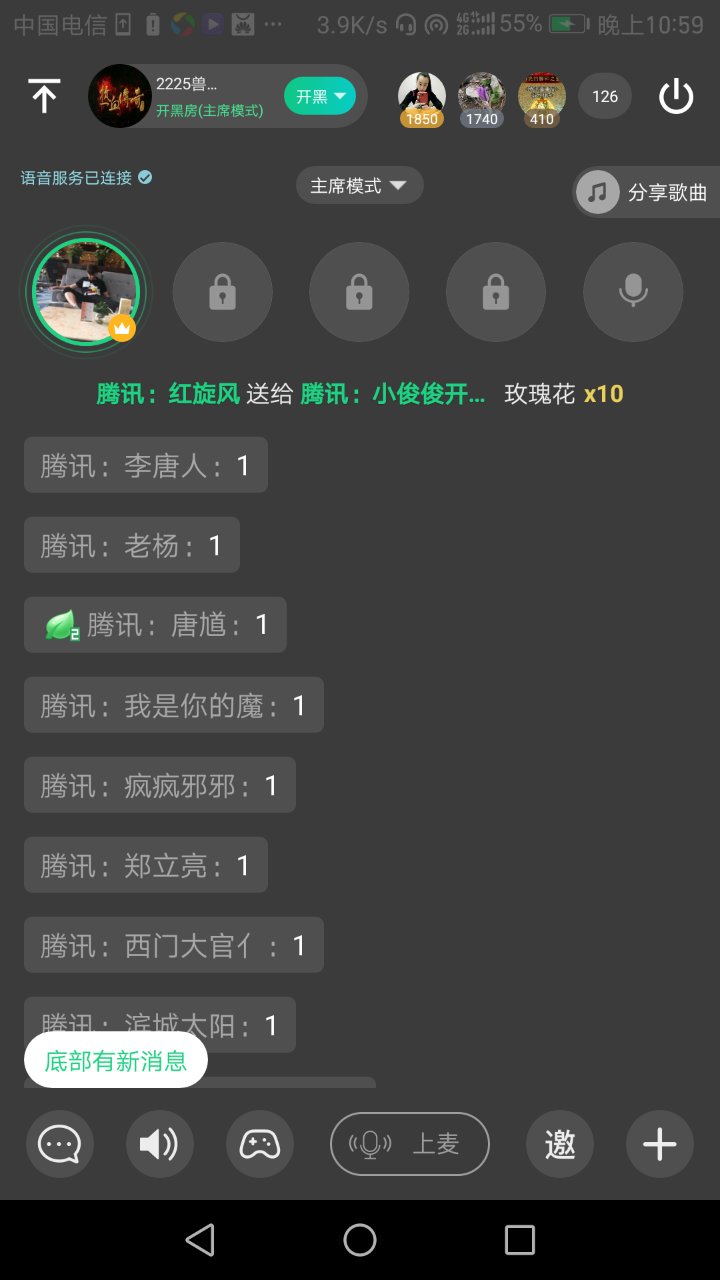 中国电信 ··· 3.9K/s 4G 2G 55% 晚上10:59
2225兽...
开黑房(主席模式)
开黑
1850 1740 410 126
语音服务已连接
主席模式
分享歌曲
腾讯：红旋风 送给 腾讯：小俊俊开... 玫瑰花 x10
腾讯：李唐人：1
腾讯：老杨：1
2 腾讯：唐馗：1
腾讯：我是你的魔：1
腾讯：疯疯邪邪：1
腾讯：郑立亮：1
腾讯：西门大官亻：1
腾讯：滨城太阳：1
底部有新消息
上麦 邀